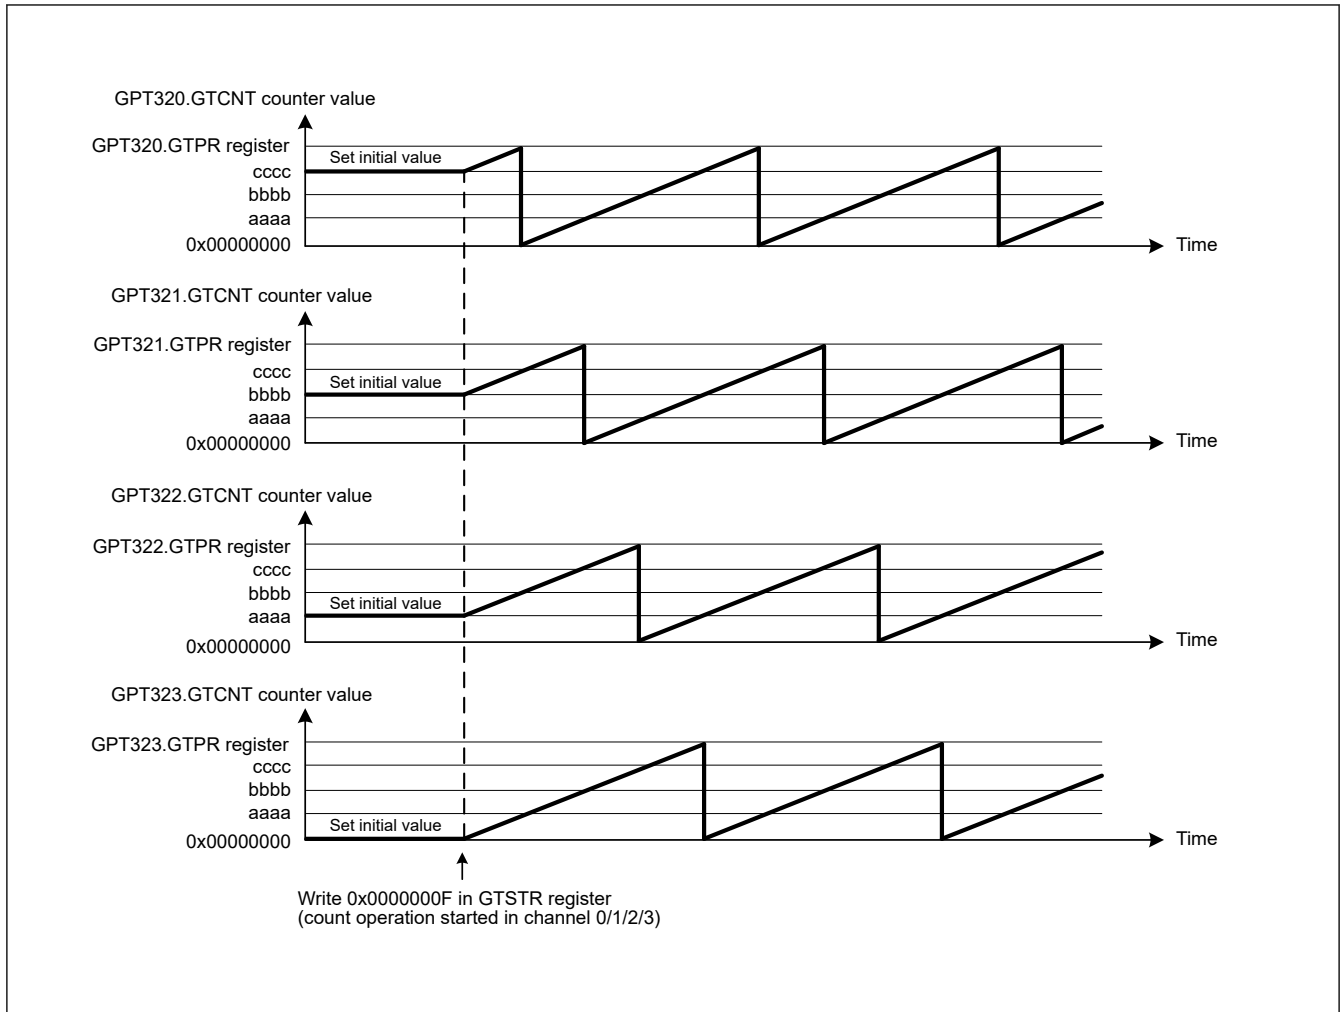 GPT320.GTCNT counter value
GPT320.GTPR register
Set initial value
cccc
bbbb
aaaa
0x00000000
Time
GPT321.GTCNT counter value
GPT321.GTPR register
cccc
Set initial value
bbbb
aaaa
0x00000000
Time
GPT322.GTCNT counter value
GPT322.GTPR register
cccc
bbbb
Set initial value
aaaa
0x00000000
Time
GPT323.GTCNT counter value
GPT323.GTPR register
cccc
bbbb
aaaa
Set initial value
0x00000000
Time
Write 0x0000000F in GTSTR register
(count operation started in channel 0/1/2/3)